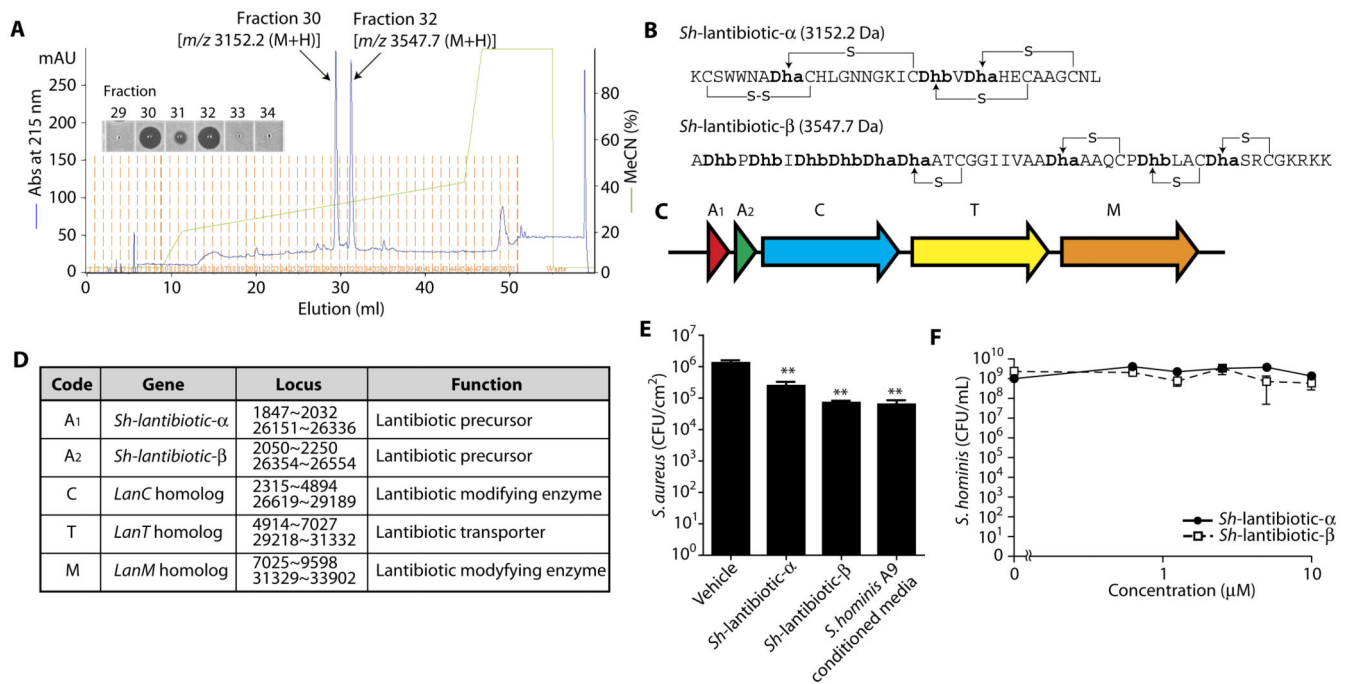 A
Fraction 30
[m/z 3152.2 (M+H)]
Fraction 32
[m/z 3547.7 (M+H)]
mAU
250
200
150
100
50
0
Abs at 215 nm
Fraction
29 30 31 32 33 34
80
60
40
20
0
MeCN (%)
0 10 20 30 40 50
Elution (ml)
B
Sh-lantibiotic-α (3152.2 Da)
S
KCSWWNADhaCHLGNNGKICDhbVDhaHECAAGCNL
S
S-S
S
Sh-lantibiotic-β (3547.7 Da)
S
S
ADhbPDhbIDhbDhbDhaDhaATCGGIIVAADhaAAQCPDhbLACDhaSRCGKRKK
S
S
C
A1 A2 C T M
D
Code Gene Locus Function
A1 Sh-lantibiotic-α 1847~2032 Lantibiotic precursor
26151~26336
A2 Sh-lantibiotic-β 2050~2250 Lantibiotic precursor
26354~26554
C LanC homolog 2315~4894 Lantibiotic modifying enzyme
26619~29189
T LanT homolog 4914~7027 Lantibiotic transporter
29218~31332
M LanM homolog 7025~9598 Lantibiotic modyfying enzyme
31329~33902
E
10⁷
10⁶
10⁵
10⁴
10³
10²
10¹
10⁰
S. aureus (CFU/cm²)
**
**
**
Vehicle
Sh-lantibiotic-α
Sh-lantibiotic-β
S. hominis A9
conditioned media
F
10¹⁰
10⁹
10⁸
10⁷
10⁶
10⁵
10⁴
10³
10²
10⁰
0
S. hominis (CFU/mL)
Sh-lantibiotic-α
Sh-lantibiotic-β
0 1 10
Concentration (µM)